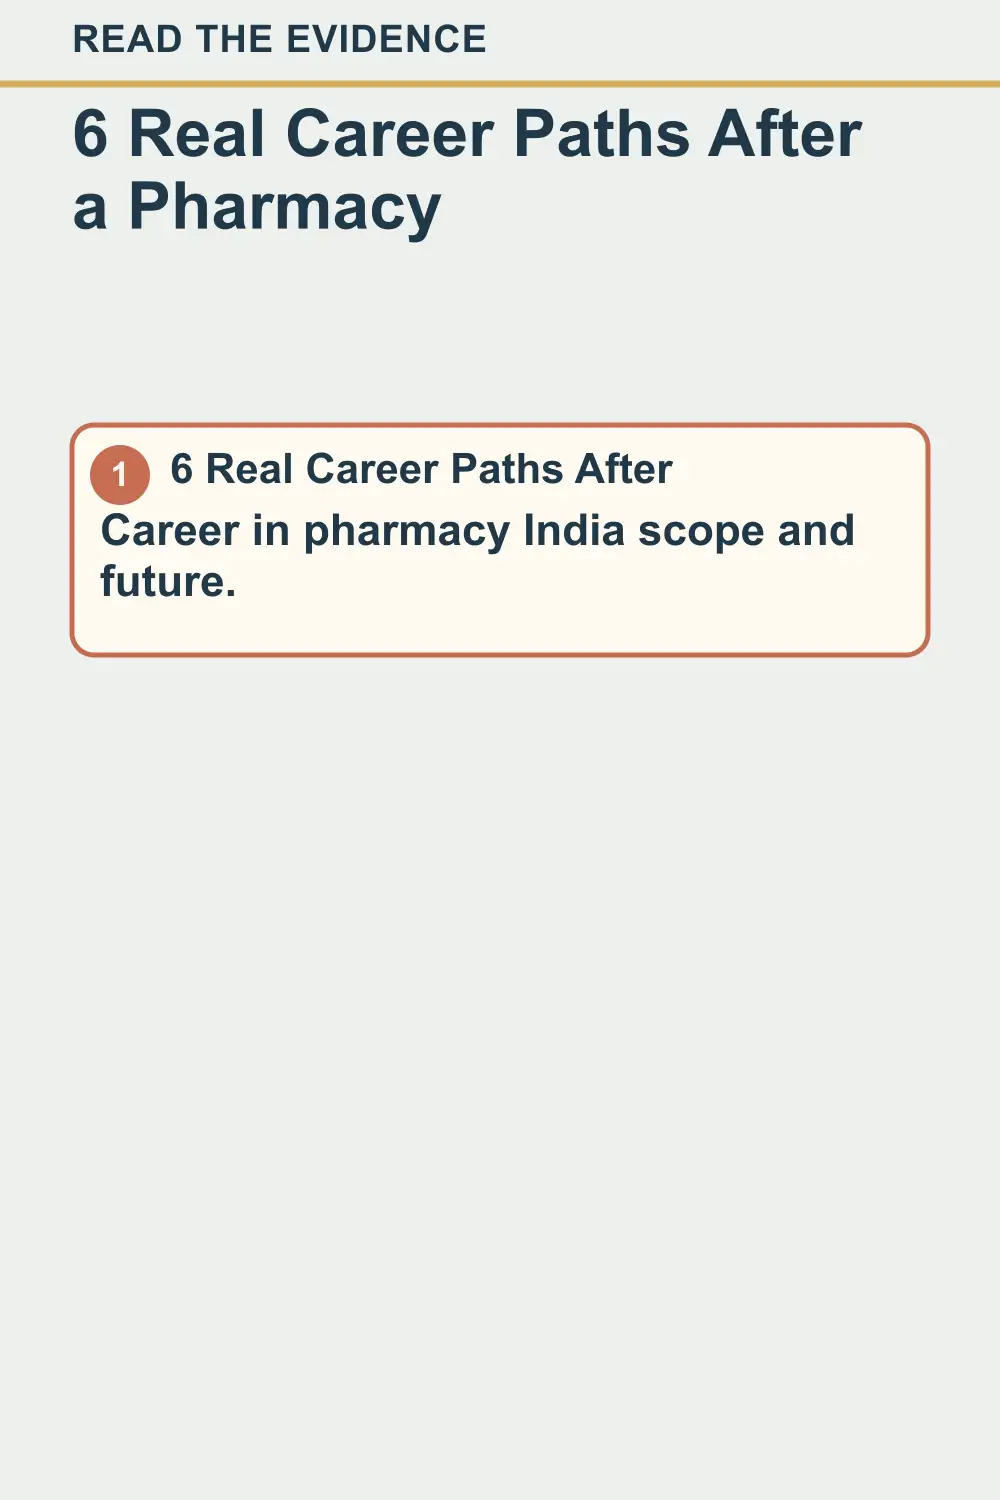 READ THE EVIDENCE
6 Real Career Paths After
a Pharmacy
1 6 Real Career Paths After
Career in pharmacy India scope and
future.